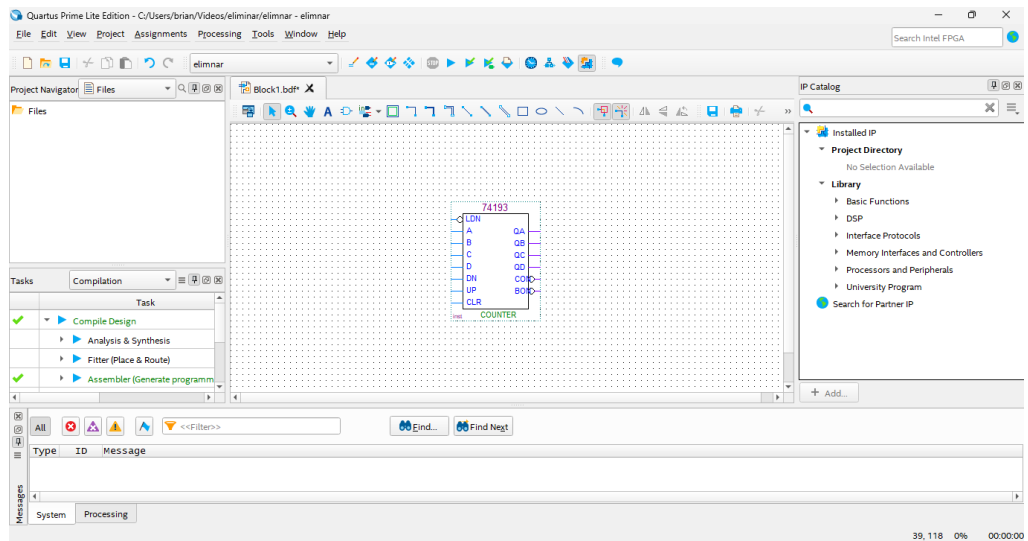 Quartus Prime Lite Edition - C:/Users/brian/Videos/eliminar/elimnar - elimnar
File Edit View Project Assignments Processing Tools Window Help
Search Intel FPGA
elimnar
Project Navigator Files
Files
Block1.bdf*
IP Catalog
Installed IP
Project Directory
No Selection Available
Library
Basic Functions
DSP
Interface Protocols
Memory Interfaces and Controllers
Processors and Peripherals
University Program
Search for Partner IP
+ Add...
74193
LDN
A QA
B QB
C QC
D QD
DN CON
UP BON
CLR
COUNTER
Tasks Compilation
Task
Compile Design
Analysis & Synthesis
Fitter (Place & Route)
Assembler (Generate programm
All <<Filter>> Find... Find Next
Type ID Message
Messages
System Processing
39, 118 0% 00:00:00